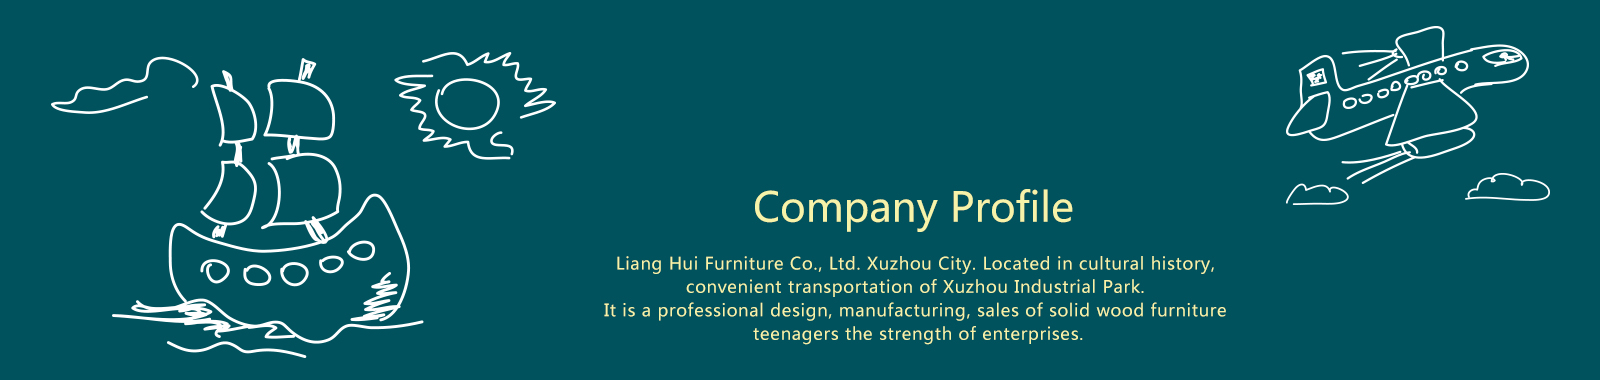 Company Profile
Liang Hui Furniture Co., Ltd. Xuzhou City. Located in cultural history,
convenient transportation of Xuzhou Industrial Park.
It is a professional design, manufacturing, sales of solid wood furniture
teenagers the strength of enterprises.